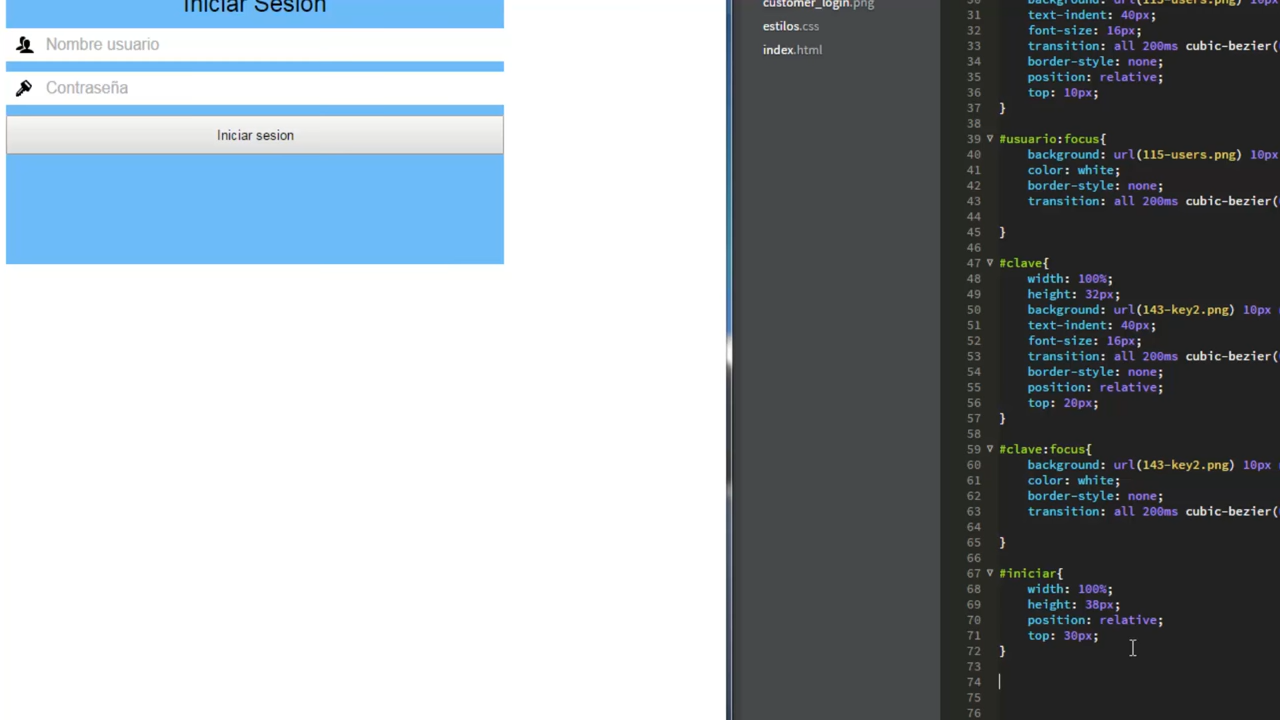 Iniciar Sesion
Nombre usuario
Contraseña
Iniciar sesion
customer_login.png
estilos.css
index.html
31 text-indent: 40px;
32 font-size: 16px;
33 transition: all 200ms cubic-bezier(
34 border-style: none;
35 position: relative;
36 top: 10px;
37 }
38
39 #usuario:focus{
40 background: url(115-users.png) 10px
41 color: white;
42 border-style: none;
43 transition: all 200ms cubic-bezier(
44
45 }
46
47 #clave{
48 width: 100%;
49 height: 32px;
50 background: url(143-key2.png) 10px
51 text-indent: 40px;
52 font-size: 16px;
53 transition: all 200ms cubic-bezier(
54 border-style: none;
55 position: relative;
56 top: 20px;
57 }
58
59 #clave:focus{
60 background: url(143-key2.png) 10px
61 color: white;
62 border-style: none;
63 transition: all 200ms cubic-bezier(
64
65 }
66
67 #iniciar{
68 width: 100%;
69 height: 38px;
70 position: relative;
71 top: 30px;
72 }
73
74
75
76